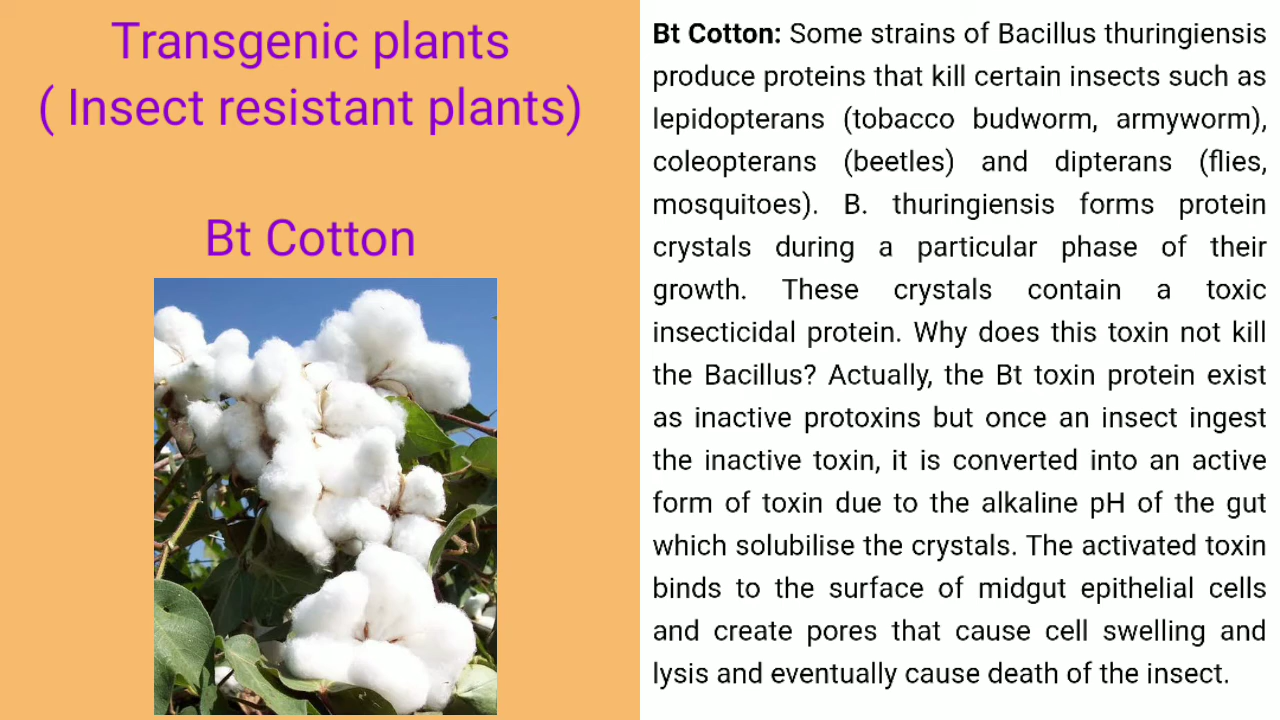 Transgenic plants
( Insect resistant plants)
Bt Cotton
Bt Cotton: Some strains of Bacillus thuringiensis
produce proteins that kill certain insects such as
lepidopterans (tobacco budworm, armyworm),
coleopterans (beetles) and dipterans (flies,
mosquitoes). B. thuringiensis forms protein
crystals during a particular phase of their
growth. These crystals contain a toxic
insecticidal protein. Why does this toxin not kill
the Bacillus? Actually, the Bt toxin protein exist
as inactive protoxins but once an insect ingest
the inactive toxin, it is converted into an active
form of toxin due to the alkaline pH of the gut
which solubilise the crystals. The activated toxin
binds to the surface of midgut epithelial cells
and create pores that cause cell swelling and
lysis and eventually cause death of the insect.